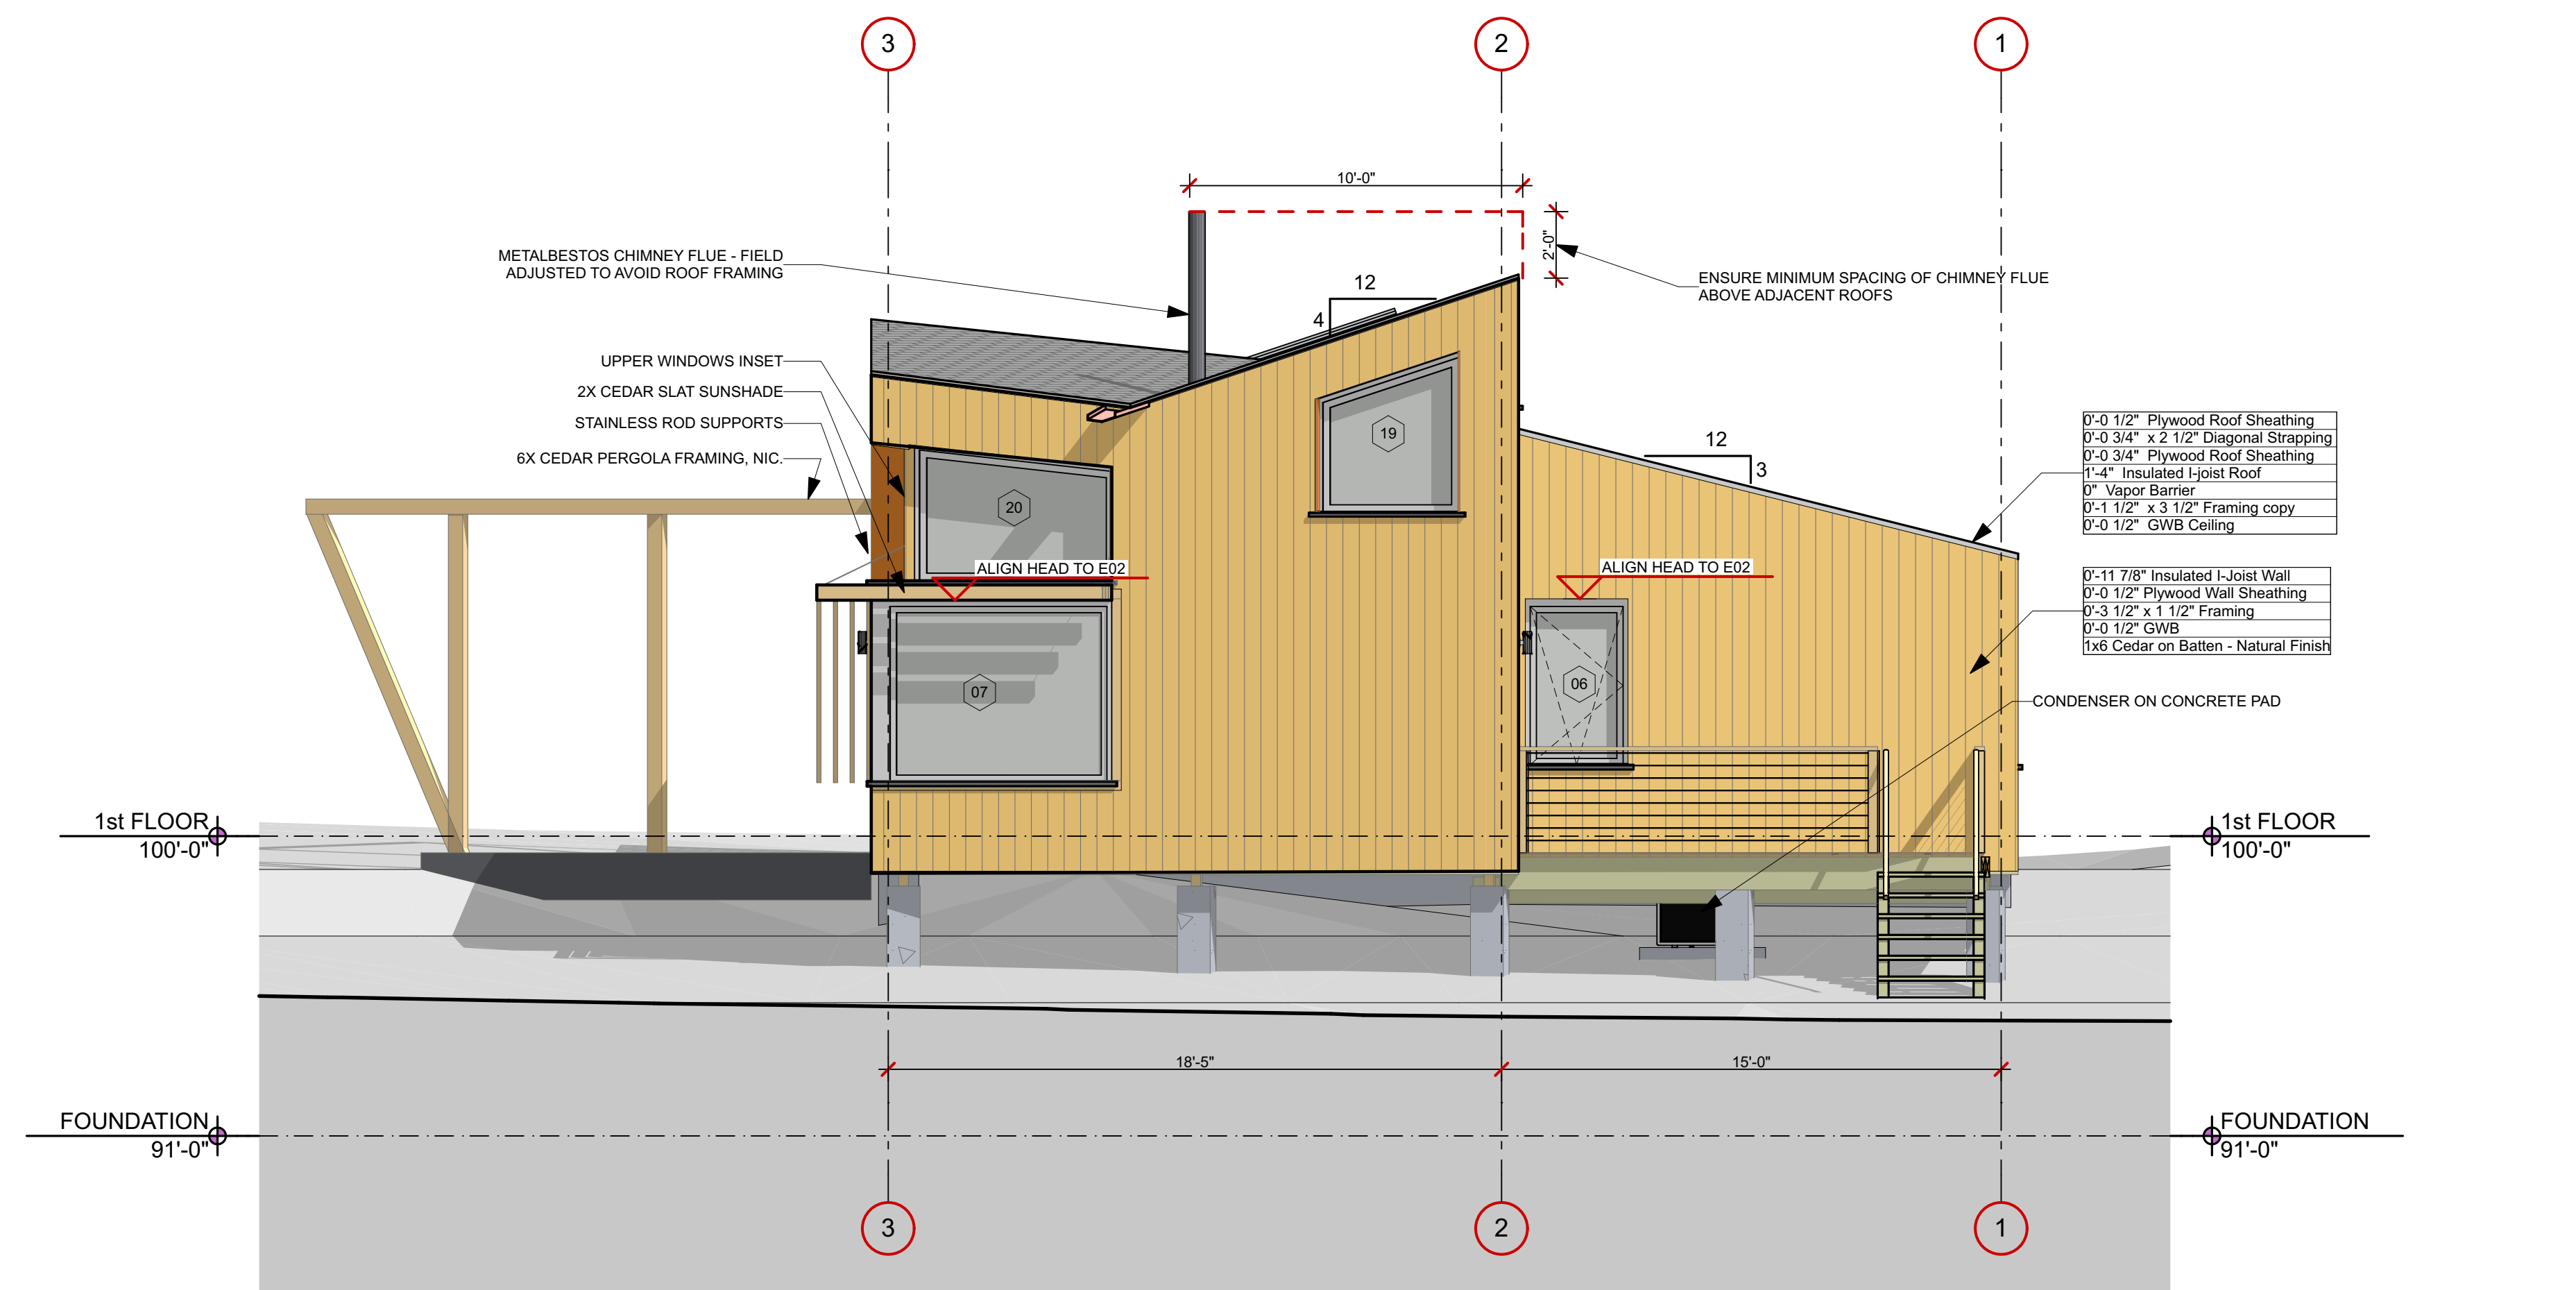 3
2
1
10'-0"
2'-0"
METALBESTOS CHIMNEY FLUE - FIELD
ADJUSTED TO AVOID ROOF FRAMING
ENSURE MINIMUM SPACING OF CHIMNEY FLUE
ABOVE ADJACENT ROOFS
12
4
UPPER WINDOWS INSET
2X CEDAR SLAT SUNSHADE
STAINLESS ROD SUPPORTS
6X CEDAR PERGOLA FRAMING, NIC.
19
12
3
20
0'-0 1/2" Plywood Roof Sheathing
0'-0 3/4" x 2 1/2" Diagonal Strapping
0'-0 3/4" Plywood Roof Sheathing
1'-4" Insulated I-joist Roof
0" Vapor Barrier
0'-1 1/2" x 3 1/2" Framing copy
0'-0 1/2" GWB Ceiling
ALIGN HEAD TO E02
ALIGN HEAD TO E02
0'-11 7/8" Insulated I-Joist Wall
0'-0 1/2" Plywood Wall Sheathing
0'-3 1/2" x 1 1/2" Framing
0'-0 1/2" GWB
1x6 Cedar on Batten - Natural Finish
07
06
CONDENSER ON CONCRETE PAD
1st FLOOR
100'-0"
1st FLOOR
100'-0"
18'-5"
15'-0"
FOUNDATION
91'-0"
FOUNDATION
91'-0"
3
2
1